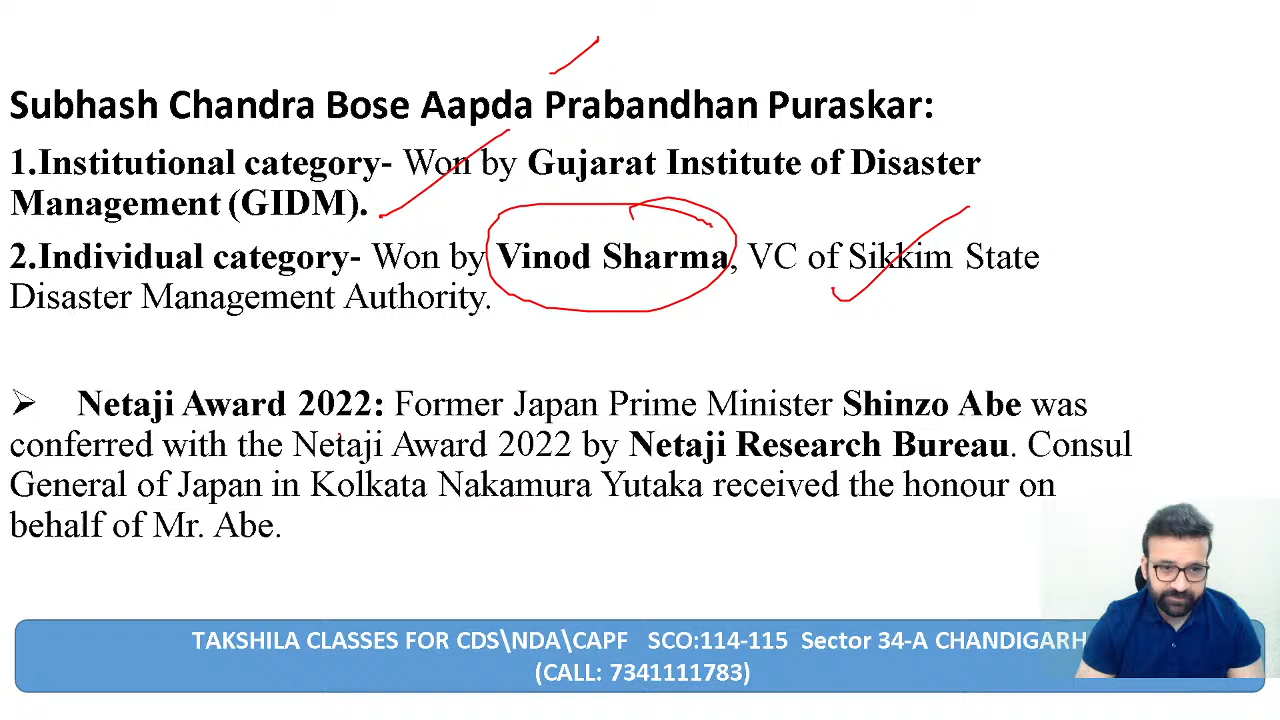 Subhash Chandra Bose Aapda Prabandhan Puraskar:
1.Institutional category- Won by Gujarat Institute of Disaster
Management (GIDM).
2.Individual category- Won by Vinod Sharma, VC of Sikkim State
Disaster Management Authority.
➢ Netaji Award 2022: Former Japan Prime Minister Shinzo Abe was
conferred with the Netaji Award 2022 by Netaji Research Bureau. Consul
General of Japan in Kolkata Nakamura Yutaka received the honour on
behalf of Mr. Abe.
TAKSHILA CLASSES FOR CDS\NDA\CAPF SCO:114-115 Sector 34-A CHANDIGARH
(CALL: 7341111783)